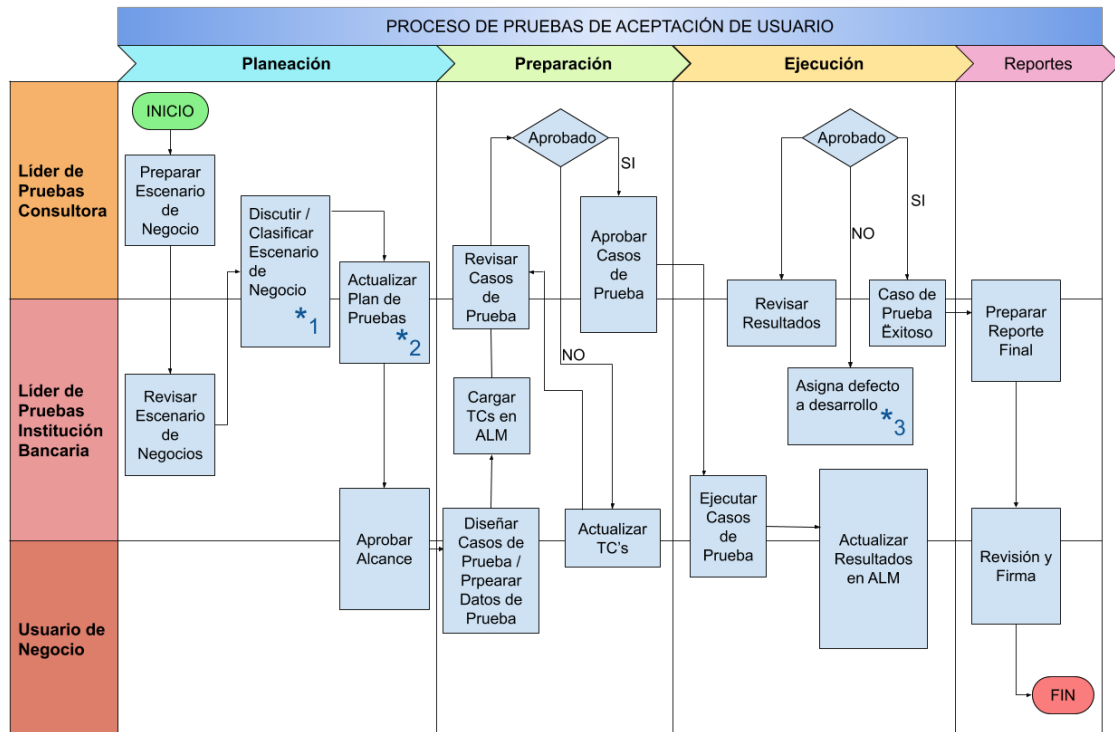 PROCESO DE PRUEBAS DE ACEPTACIÓN DE USUARIO
Planeación
Preparación
Ejecución
Reportes
Líder de
Pruebas
Consultora
INICIO
Preparar
Escenario
de
Negocio
Discutir /
Clasificar
Escenario
de
Negocio
*1
Actualizar
Plan de
Pruebas
*2
Aprobado
SI
NO
Revisar
Casos
de
Prueba
Aprobar
Casos
de
Prueba
Aprobado
SI
NO
Revisar
Resultados
Caso de
Prueba
Ëxitoso
Preparar
Reporte
Final
Líder de
Pruebas
Institución
Bancaria
Revisar
Escenario
de
Negocios
Cargar
TCs en
ALM
Asigna defecto
a desarrollo
*3
Aprobar
Alcance
Diseñar
Casos de
Prueba /
Prpearar
Datos de
Prueba
Actualizar
TC's
Ejecutar
Casos
de
Prueba
Actualizar
Resultados
en ALM
Revisión y
Firma
Usuario de
Negocio
FIN